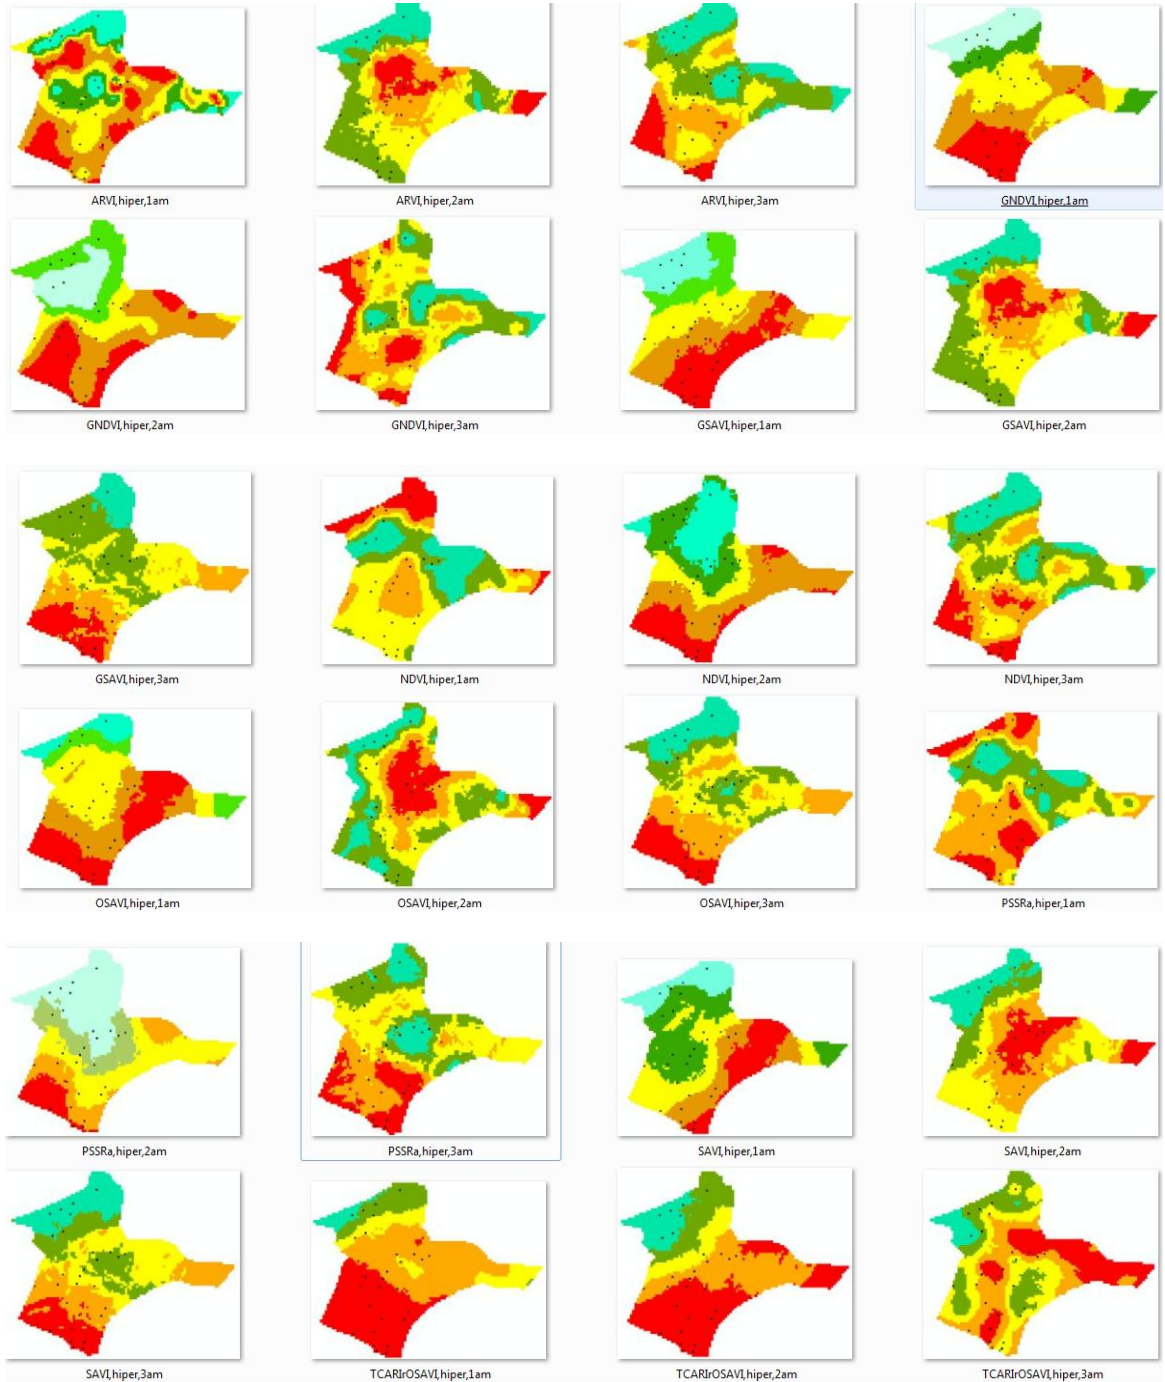 ARVI,hiper,1am
ARVI,hiper,2am
ARVI,hiper,3am
GNDVI,hiper,1am
GNDVI,hiper,2am
GNDVI,hiper,3am
GSAVI,hiper,1am
GSAVI,hiper,2am
GSAVI,hiper,3am
NDVI,hiper,1am
NDVI,hiper,2am
NDVI,hiper,3am
OSAVI,hiper,1am
OSAVI,hiper,2am
OSAVI,hiper,3am
PSSRa,hiper,1am
PSSRa,hiper,2am
PSSRa,hiper,3am
SAVI,hiper,1am
SAVI,hiper,2am
SAVI,hiper,3am
TCARIrOSAVI,hiper,1am
TCARIrOSAVI,hiper,2am
TCARIrOSAVI,hiper,3am